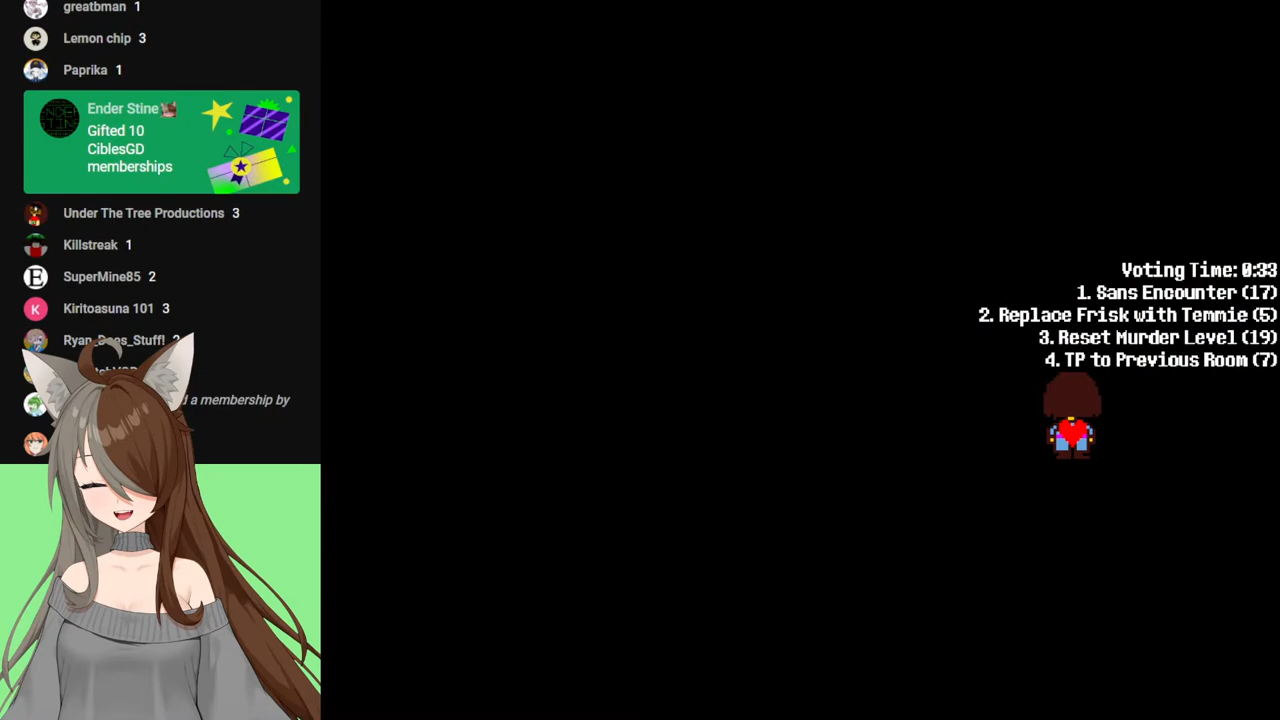 greatbman 1
Lemon chip 3
Paprika 1
Ender Stine
Gifted 10
CiblesGD
memberships
Under The Tree Productions 3
Killstreak 1
E SuperMine85 2
K Kiritoasuna 101 3
Ryan_Does_Stuff!
a membership by
Voting Time: 0:33
1. Sans Encounter (17)
2. Replace Frisk with Temmie (5)
3. Reset Murder Level (19)
4. TP to Previous Room (7)